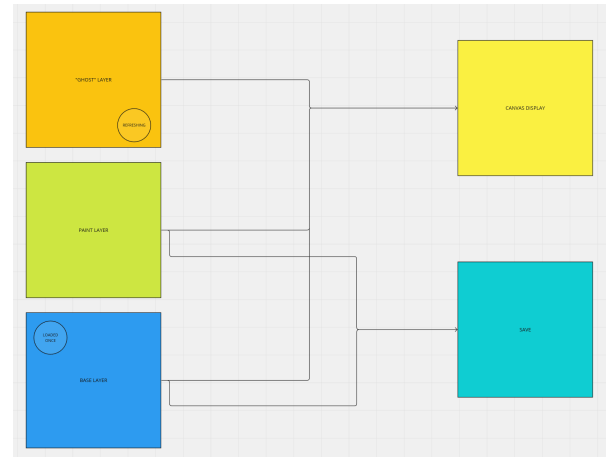 "GHOST" LAYER
REFRESHING
CANVAS DISPLAY
PAINT LAYER
LOADED
ONCE
BASE LAYER
SAVE